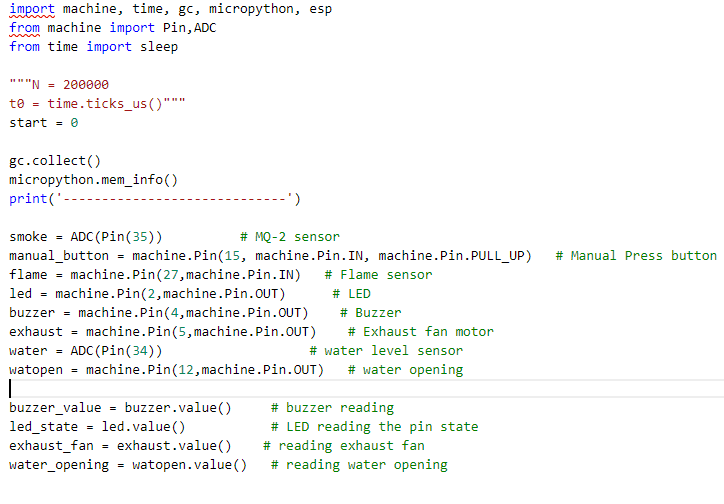 import machine, time, gc, micropython, esp
from machine import Pin,ADC
from time import sleep
"""N = 200000
t0 = time.ticks_us()"""
start = 0
gc.collect()
micropython.mem_info()
print('-----------------------------')
smoke = ADC(Pin(35))          # MQ-2 sensor
manual_button = machine.Pin(15, machine.Pin.IN, machine.Pin.PULL_UP)   # Manual Press button
flame = machine.Pin(27,machine.Pin.IN)   # Flame sensor
led = machine.Pin(2,machine.Pin.OUT)      # LED
buzzer = machine.Pin(4,machine.Pin.OUT)    # Buzzer
exhaust = machine.Pin(5,machine.Pin.OUT)    # Exhaust fan motor
water = ADC(Pin(34))                   # water level sensor
watopen = machine.Pin(12,machine.Pin.OUT)   # water opening
buzzer_value = buzzer.value()     # buzzer reading
led_state = led.value()           # LED reading the pin state
exhaust_fan = exhaust.value()    # reading exhaust fan
water_opening = watopen.value()   # reading water opening